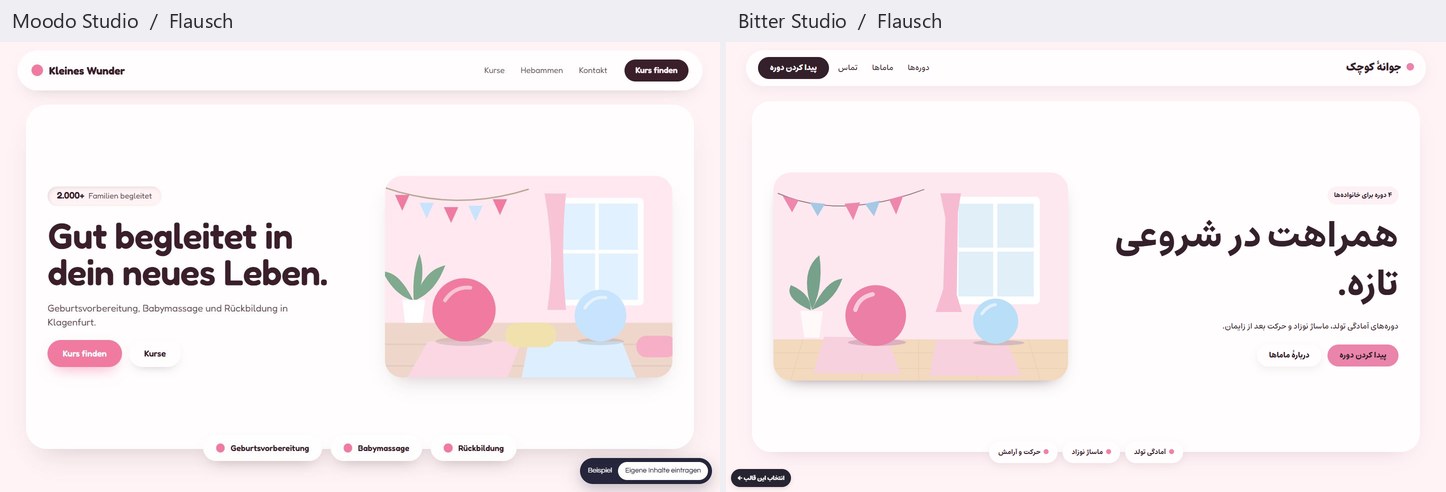 Moodo Studio / Flausch
Kleines Wunder
Kurse
Hebammen
Kontakt
Kurs finden
2.000+ Familien begleitet
Gut begleitet in
dein neues Leben.
Geburtsvorbereitung, Babymassage und Rückbildung in
Klagenfurt.
Kurs finden
Kurse
Geburtsvorbereitung
Babymassage
Rückbildung
Beispiel
Eigene Inhalte eintragen
Bitter Studio / Flausch
جوانهٔ کوچک
دوره‌ها
ماماها
تماس
پیدا کردن دوره
۴ دوره برای خانواده‌ها
همراهت در شروعی
تازه.
دوره‌های آمادگی تولد، ماساژ نوزاد و حرکت بعد از زایمان.
پیدا کردن دوره
دربارهٔ ماماها
آمادگی تولد
ماساژ نوزاد
حرکت و آرامش
انتخاب این قالب ←